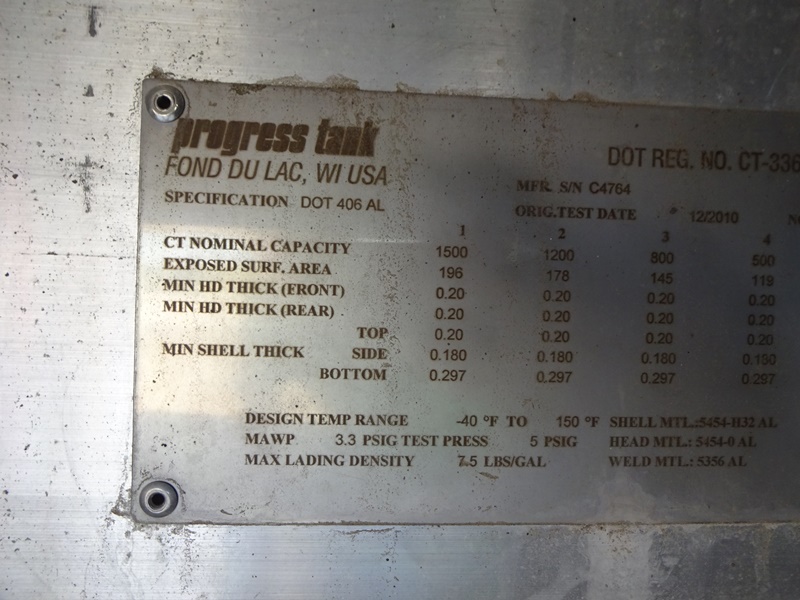 progress tank
FOND DU LAC, WI USA
DOT REG. NO. CT-336
SPECIFICATION DOT 406 AL
MFR. S/N C4764
ORIG.TEST DATE 12/2010
1 2 3 4
CT NOMINAL CAPACITY 1500 1200 800 500
EXPOSED SURF. AREA 196 178 145 119
MIN HD THICK (FRONT) 0.20 0.20 0.20 0.20
MIN HD THICK (REAR) 0.20 0.20 0.20 0.20
TOP 0.20 0.20 0.20 0.20
MIN SHELL THICK SIDE 0.180 0.180 0.180 0.180
BOTTOM 0.297 0.297 0.297 0.297
DESIGN TEMP RANGE -40 °F TO 150 °F SHELL MTL.:5454-H32 AL
MAWP 3.3 PSIG TEST PRESS 5 PSIG HEAD MTL.: 5454-0 AL
MAX LADING DENSITY 7.5 LBS/GAL WELD MTL.: 5356 AL